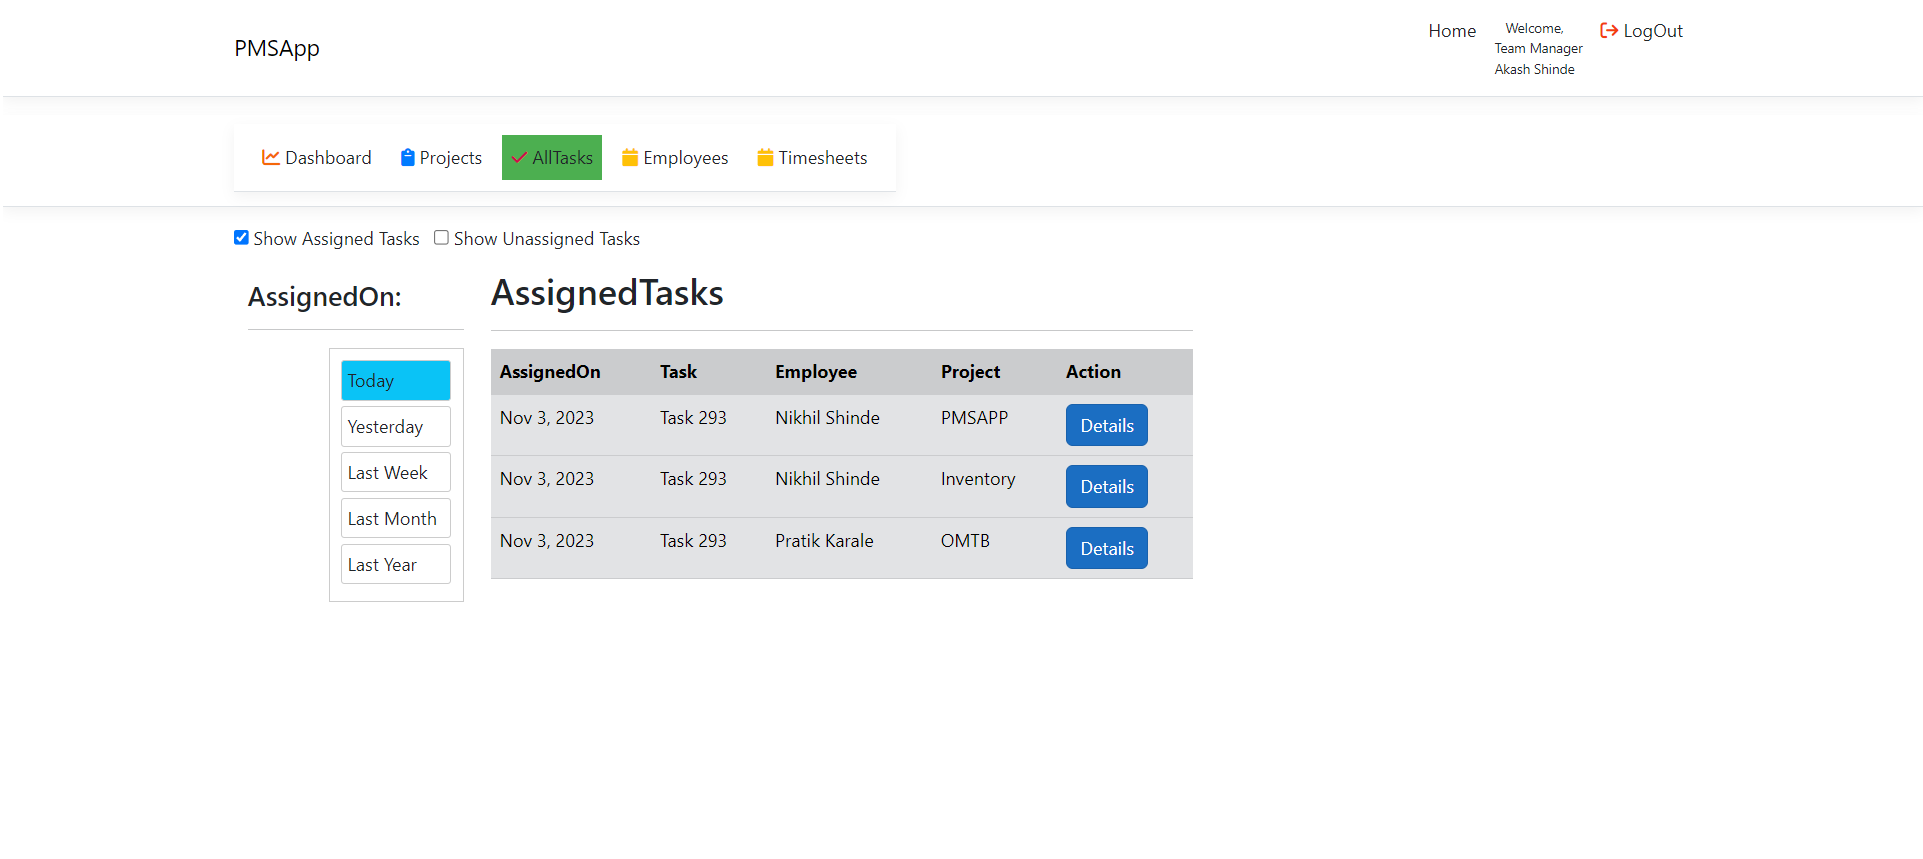 PMSApp
Home
Welcome,
Team Manager
Akash Shinde
LogOut
Dashboard Projects AllTasks Employees Timesheets
Show Assigned Tasks Show Unassigned Tasks
AssignedOn:
Today
Yesterday
Last Week
Last Month
Last Year
AssignedTasks
AssignedOn Task Employee Project Action
Nov 3, 2023 Task 293 Nikhil Shinde PMSAPP Details
Nov 3, 2023 Task 293 Nikhil Shinde Inventory Details
Nov 3, 2023 Task 293 Pratik Karale OMTB Details